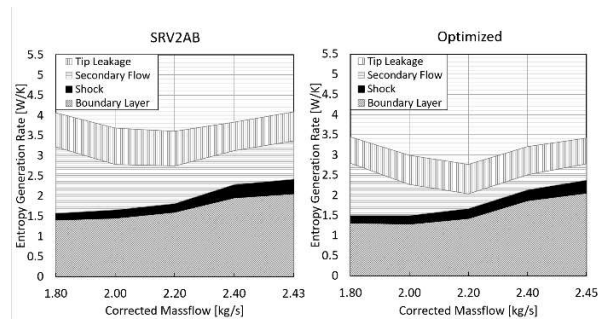 SRV2AB
Entropy Generation Rate [W/K]
5.5
5
4.5
4
3.5
3
2.5
2
1.5
1
0.5
0
Tip Leakage
Secondary Flow
Shock
Boundary Layer
1.80 2.00 2.20 2.40 2.43
Corrected Massflow [kg/s]
Optimized
Entropy Generation Rate [W/K]
5.5
5
4.5
4
3.5
3
2.5
2
1.5
1
0.5
0
Tip Leakage
Secondary Flow
Shock
Boundary Layer
1.80 2.00 2.20 2.40 2.45
Corrected Massflow [kg/s]